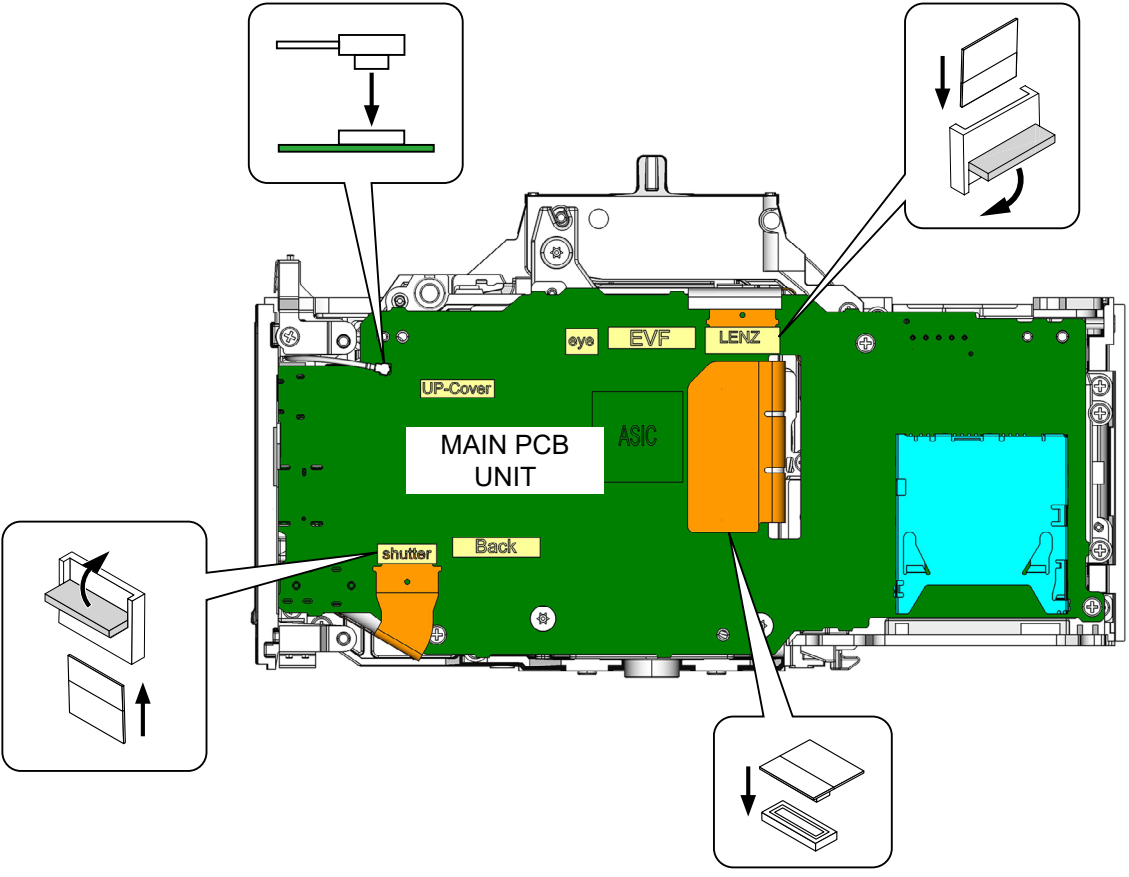 eye
EVF
LENZ
UP-Cover
ASIC
MAIN PCB
UNIT
shutter
Back